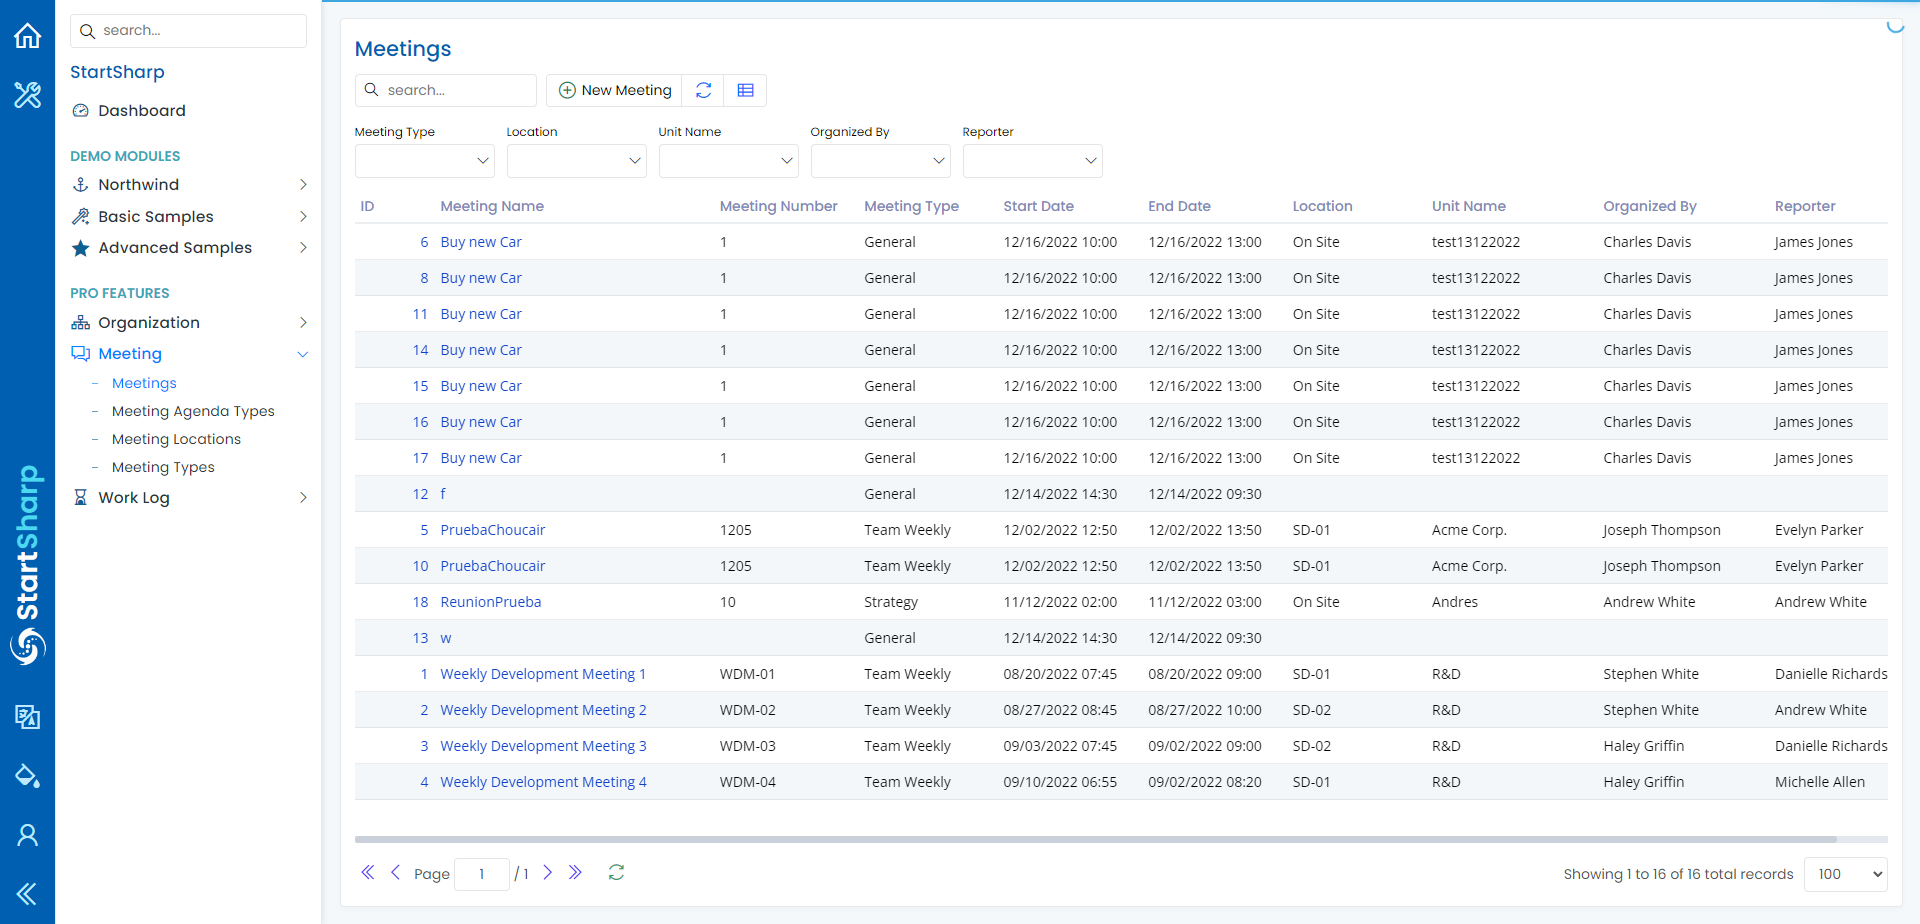 search...
StartSharp
Dashboard
DEMO MODULES
Northwind
Basic Samples
Advanced Samples
PRO FEATURES
Organization
Meeting
- Meetings
- Meeting Agenda Types
- Meeting Locations
- Meeting Types
Work Log
StartSharp
Meetings
search...
New Meeting
Meeting Type Location Unit Name Organized By Reporter
ID Meeting Name Meeting Number Meeting Type Start Date End Date Location Unit Name Organized By Reporter
6 Buy new Car 1 General 12/16/2022 10:00 12/16/2022 13:00 On Site test13122022 Charles Davis James Jones
8 Buy new Car 1 General 12/16/2022 10:00 12/16/2022 13:00 On Site test13122022 Charles Davis James Jones
11 Buy new Car 1 General 12/16/2022 10:00 12/16/2022 13:00 On Site test13122022 Charles Davis James Jones
14 Buy new Car 1 General 12/16/2022 10:00 12/16/2022 13:00 On Site test13122022 Charles Davis James Jones
15 Buy new Car 1 General 12/16/2022 10:00 12/16/2022 13:00 On Site test13122022 Charles Davis James Jones
16 Buy new Car 1 General 12/16/2022 10:00 12/16/2022 13:00 On Site test13122022 Charles Davis James Jones
17 Buy new Car 1 General 12/16/2022 10:00 12/16/2022 13:00 On Site test13122022 Charles Davis James Jones
12 f General 12/14/2022 14:30 12/14/2022 09:30
5 PruebaChoucair 1205 Team Weekly 12/02/2022 12:50 12/02/2022 13:50 SD-01 Acme Corp. Joseph Thompson Evelyn Parker
10 PruebaChoucair 1205 Team Weekly 12/02/2022 12:50 12/02/2022 13:50 SD-01 Acme Corp. Joseph Thompson Evelyn Parker
18 ReunionPrueba 10 Strategy 11/12/2022 02:00 11/12/2022 03:00 On Site Andres Andrew White Andrew White
13 w General 12/14/2022 14:30 12/14/2022 09:30
1 Weekly Development Meeting 1 WDM-01 Team Weekly 08/20/2022 07:45 08/20/2022 09:00 SD-01 R&D Stephen White Danielle Richards
2 Weekly Development Meeting 2 WDM-02 Team Weekly 08/27/2022 08:45 08/27/2022 10:00 SD-02 R&D Stephen White Andrew White
3 Weekly Development Meeting 3 WDM-03 Team Weekly 09/03/2022 07:45 09/02/2022 09:00 SD-02 R&D Haley Griffin Danielle Richards
4 Weekly Development Meeting 4 WDM-04 Team Weekly 09/10/2022 06:55 09/02/2022 08:20 SD-01 R&D Haley Griffin Michelle Allen
Page 1 / 1 Showing 1 to 16 of 16 total records 100